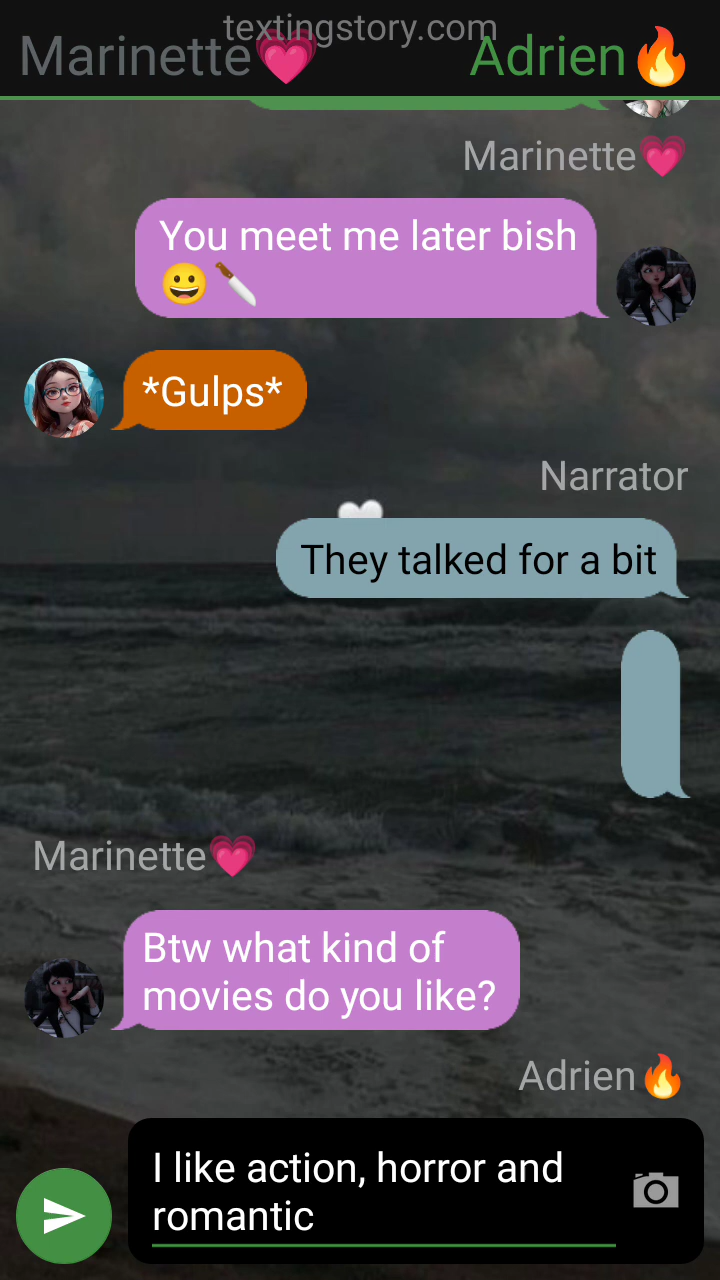 textingstory.com
Marinette💗 Adrien🔥
Marinette💗
You meet me later bish
😀🔪
*Gulps*
Narrator
They talked for a bit
Marinette💗
Btw what kind of
movies do you like?
Adrien🔥
I like action, horror and
romantic